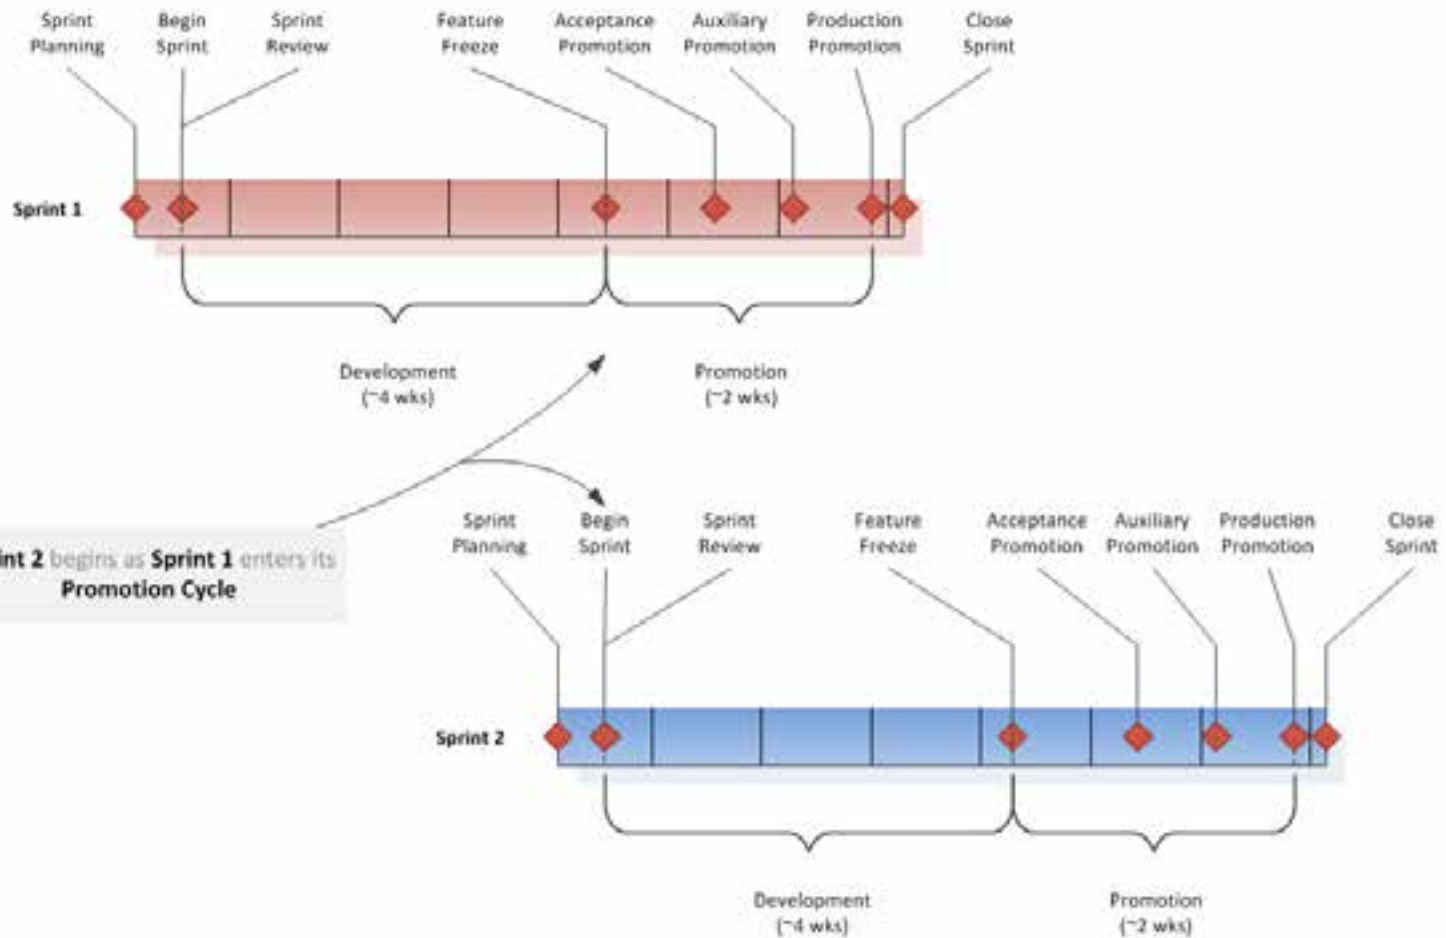 Sprint
Planning
Begin
Sprint
Sprint
Review
Feature
Freeze
Acceptance
Promotion
Auxiliary
Promotion
Production
Promotion
Close
Sprint
Sprint 1
Development
(~4 wks)
Promotion
(~2 wks)
int 2 begins as Sprint 1 enters its
Promotion Cycle
Sprint
Planning
Begin
Sprint
Sprint
Review
Feature
Freeze
Acceptance
Promotion
Auxiliary
Promotion
Production
Promotion
Close
Sprint
Sprint 2
Development
(~4 wks)
Promotion
(~2 wks)